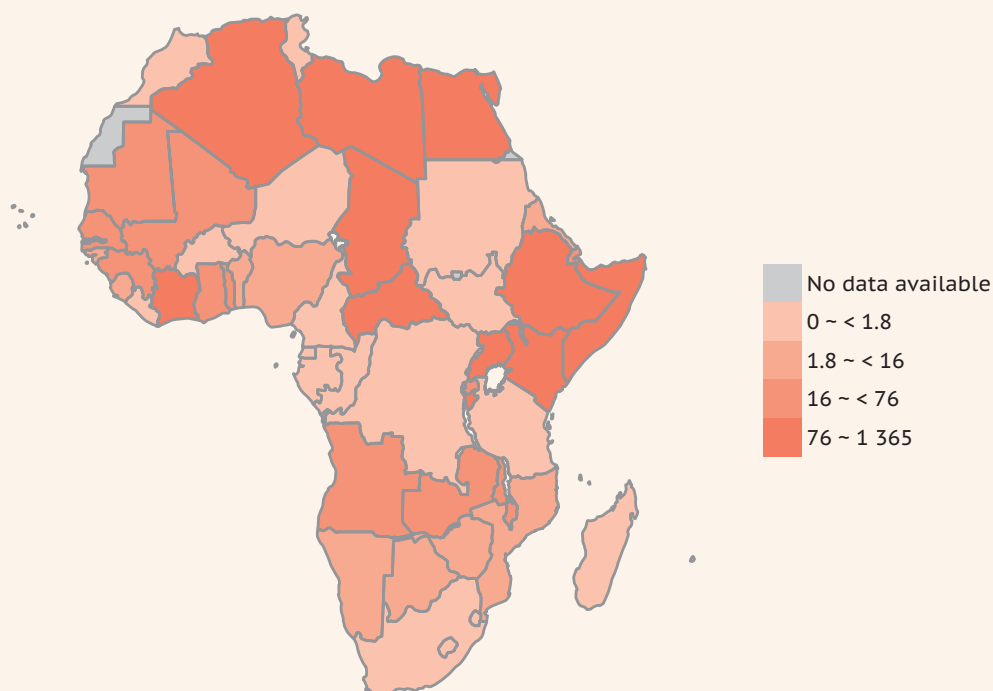 No data available
0 ~ < 1.8
1.8 ~ < 16
16 ~ < 76
76 ~ 1 365